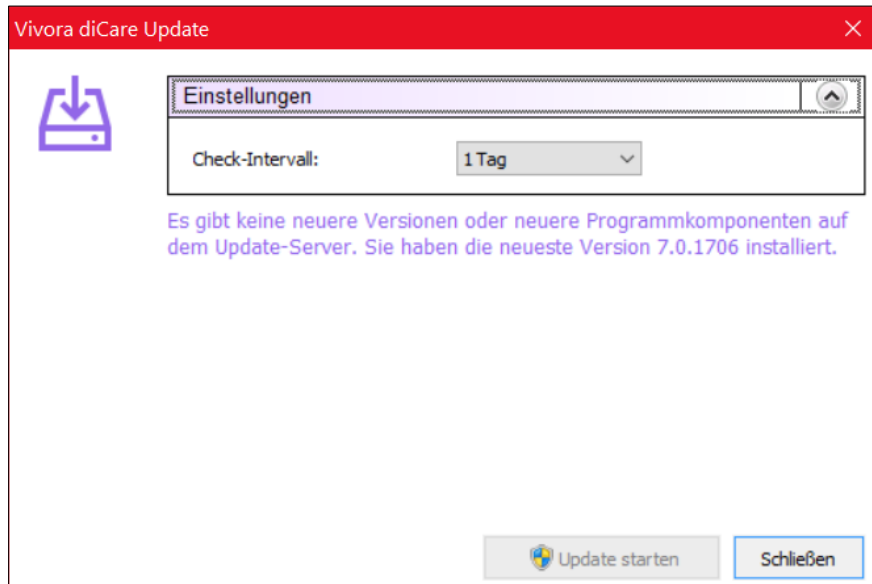 Vivora diCare Update
Einstellungen
Check-Intervall:
1 Tag
Es gibt keine neuere Versionen oder neuere Programmkomponenten auf
dem Update-Server. Sie haben die neueste Version 7.0.1706 installiert.
Update starten
Schließen